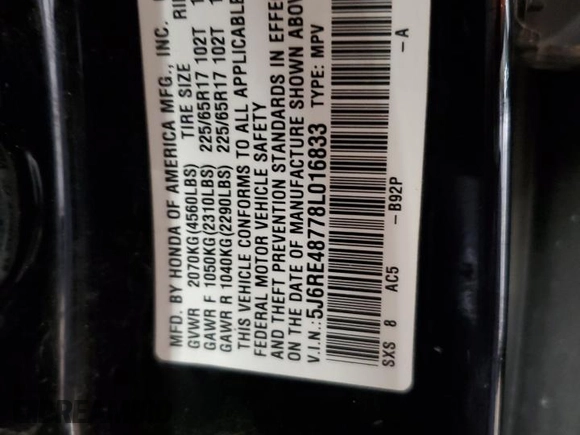 MFD. BY HONDA OF AMERICA MFG., INC.
TIRE SIZE
GVWR 2070KG(4560LBS)
GAWR F 1050KG(2310LBS) 225/65R17 102T
GAWR R 1040KG(2290LBS) 225/65R17 102T
THIS VEHICLE CONFORMS TO ALL APPLICABLE
FEDERAL MOTOR VEHICLE SAFETY
AND THEFT PREVENTION STANDARDS IN EFFE
ON THE DATE OF MANUFACTURE SHOWN ABOV
V.I.N.:5J6RE48778L016833 TYPE: MPV
SXS 8 AC5 -B92P -A